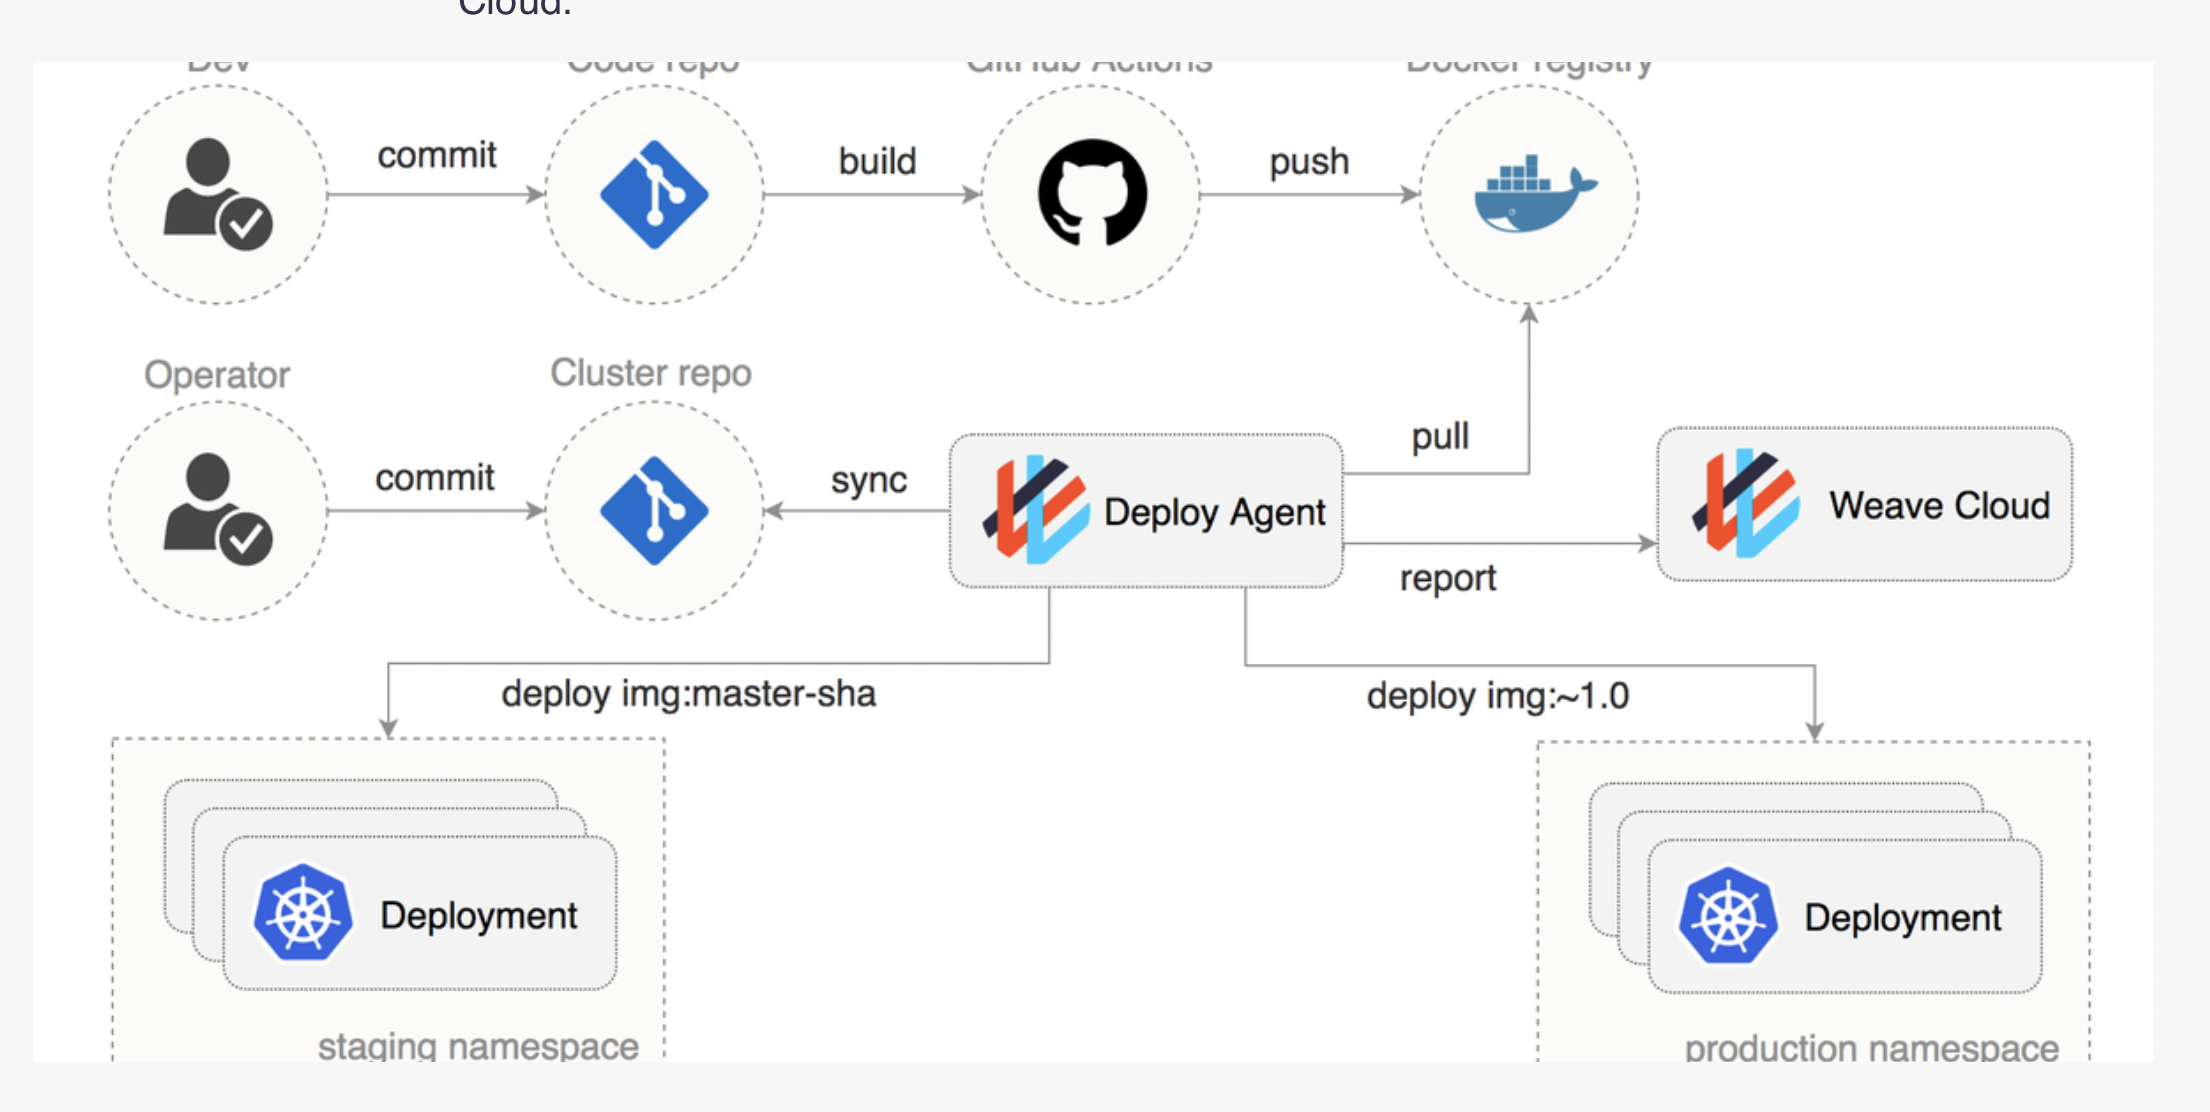 Cloud.
Dev
Code repo
GitHub Actions
Docker registry
commit
build
push
Operator
Cluster repo
commit
sync
Deploy Agent
pull
report
Weave Cloud
deploy img:master-sha
deploy img:~1.0
Deployment
Deployment
staging namespace
production namespace